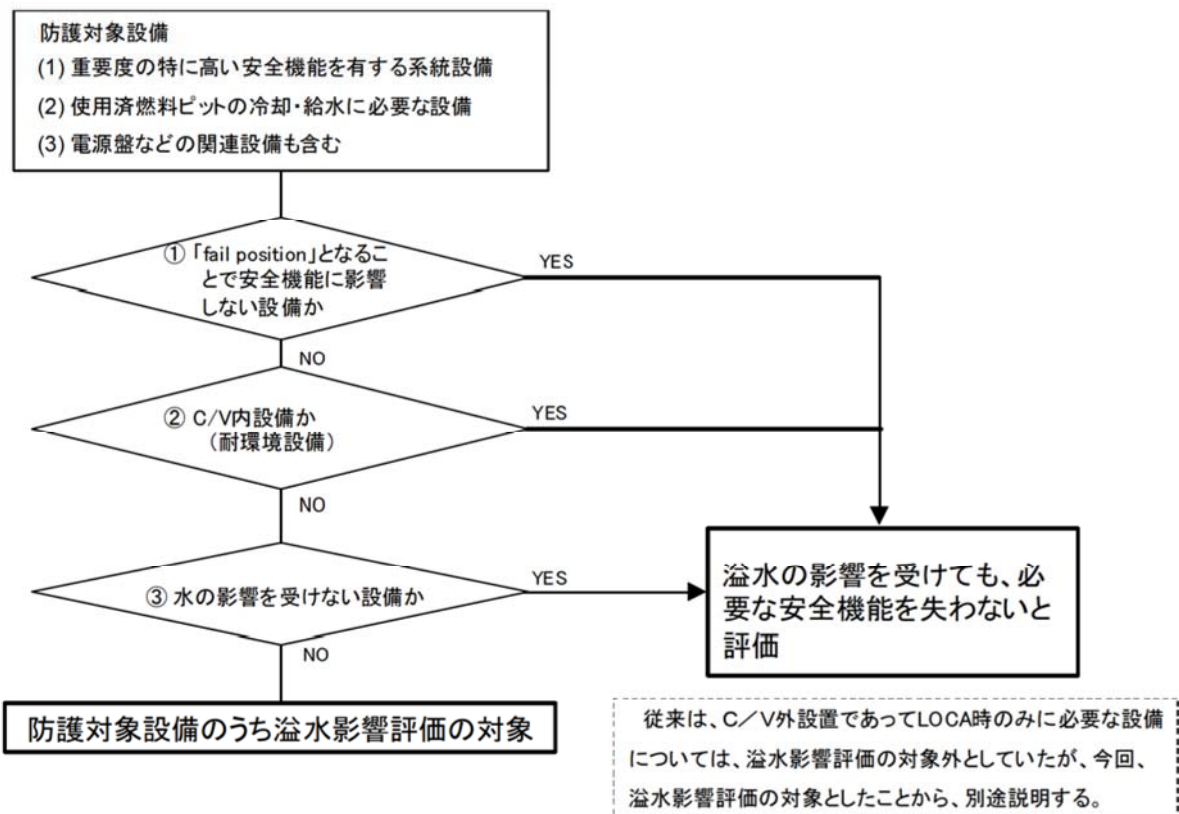 防護対象設備
(1) 重要度の特に高い安全機能を有する系統設備
(2) 使用済燃料ピットの冷却・給水に必要な設備
(3) 電源盤などの関連設備も含む
① 「fail position」となるこ
とで安全機能に影響
しない設備か
YES
NO
② C/V内設備か
（耐環境設備）
YES
NO
③ 水の影響を受けない設備か
YES
NO
溢水の影響を受けても、必
要な安全機能を失わないと
評価
防護対象設備のうち溢水影響評価の対象
従来は、C／V外設置であってLOCA時のみに必要な設備
については、溢水影響評価の対象外としていたが、今回、
溢水影響評価の対象としたことから、別途説明する。